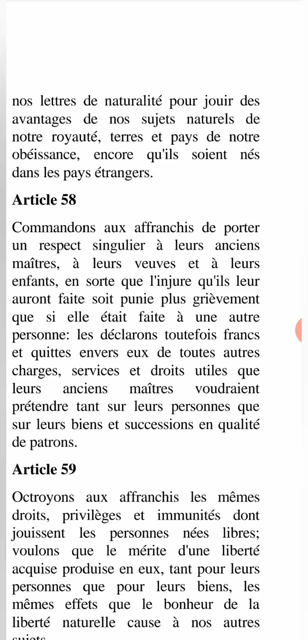 nos lettres de naturalité pour jouir des
avantages de nos sujets naturels de
notre royauté, terres et pays de notre
obéissance, encore qu'ils soient nés
dans les pays étrangers.
Article 58
Commandons aux affranchis de porter
un respect singulier à leurs anciens
maîtres, à leurs veuves et à leurs
enfants, en sorte que l'injure qu'ils leur
auront faite soit punie plus grièvement
que si elle était faite à une autre
personne: les déclarons toutefois francs
et quittes envers eux de toutes autres
charges, services et droits utiles que
leurs anciens maîtres voudraient
prétendre tant sur leurs personnes que
sur leurs biens et successions en qualité
de patrons.
Article 59
Octroyons aux affranchis les mêmes
droits, privilèges et immunités dont
jouissent les personnes nées libres;
voulons que le mérite d'une liberté
acquise produise en eux, tant pour leurs
personnes que pour leurs biens, les
mêmes effets que le bonheur de la
liberté naturelle cause à nos autres
sujets